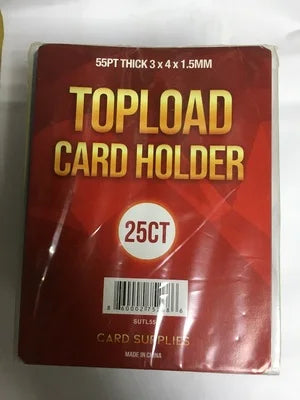 55PT THICK 3 x 4 x 1.5MM
TOPLOAD
CARD HOLDER
25CT
CARD SUPPLIES
MADE IN CHINA